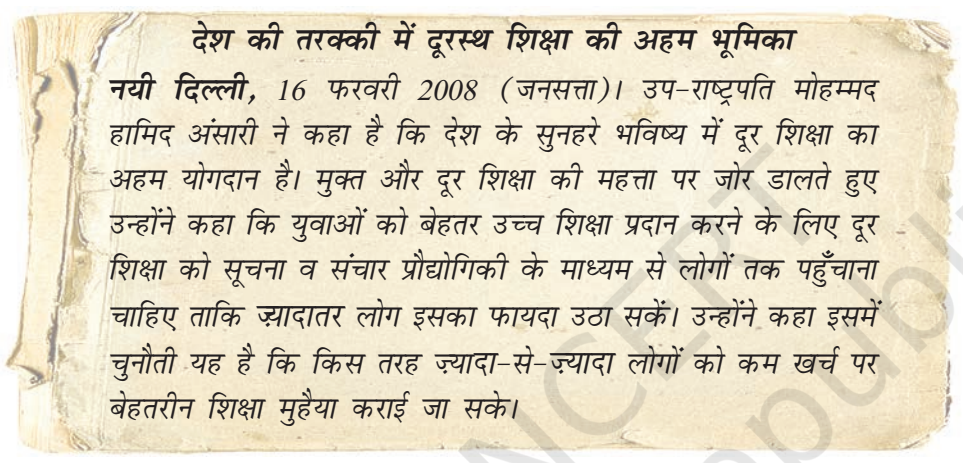 देश की तरक्की में दूरस्थ शिक्षा की अहम भूमिका
नयी दिल्ली, 16 फरवरी 2008 (जनसत्ता)। उप-राष्ट्रपति मोहम्मद
हामिद अंसारी ने कहा है कि देश के सुनहरे भविष्य में दूर शिक्षा का
अहम योगदान है। मुक्त और दूर शिक्षा की महत्ता पर जोर डालते हुए
उन्होंने कहा कि युवाओं को बेहतर उच्च शिक्षा प्रदान करने के लिए दूर
शिक्षा को सूचना व संचार प्रौद्योगिकी के माध्यम से लोगों तक पहुँचाना
चाहिए ताकि ज़्यादातर लोग इसका फायदा उठा सकें। उन्होंने कहा इसमें
चुनौती यह है कि किस तरह ज़्यादा-से-ज़्यादा लोगों को कम खर्च पर
बेहतरीन शिक्षा मुहैया कराई जा सके।
NCERT